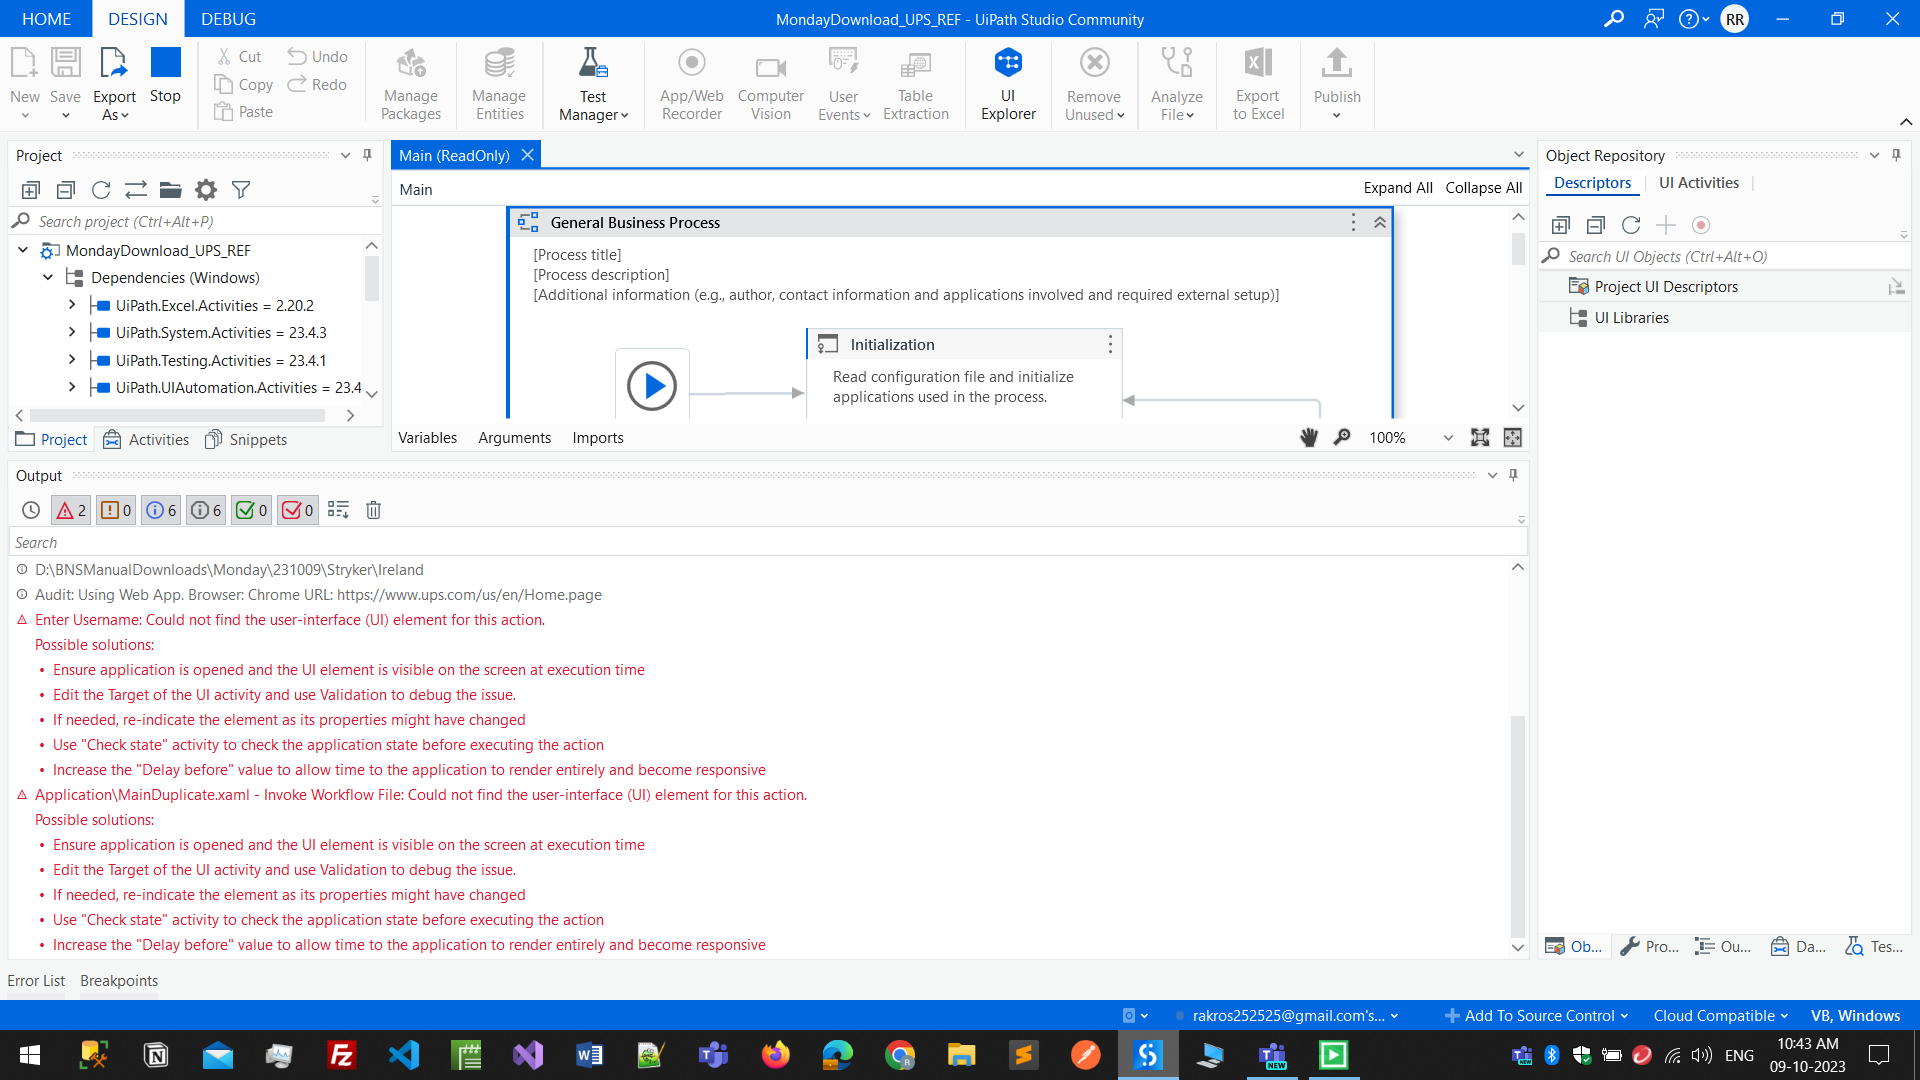 HOME
DESIGN
DEBUG
MondayDownload_UPS_REF - UiPath Studio Community
RR
New
Save
Export
As
Stop
Cut
Copy
Paste
Undo
Redo
Manage
Packages
Manage
Entities
Test
Manager
App/Web
Recorder
Computer
Vision
User
Events
Table
Extraction
UI
Explorer
Remove
Unused
Analyze
File
Export
to Excel
Publish
Project
Search project (Ctrl+Alt+P)
MondayDownload_UPS_REF
Dependencies (Windows)
UiPath.Excel.Activities = 2.20.2
UiPath.System.Activities = 23.4.3
UiPath.Testing.Activities = 23.4.1
UiPath.UIAutomation.Activities = 23.4
Project
Activities
Snippets
Main (ReadOnly)
Main
Expand All
Collapse All
General Business Process
[Process title]
[Process description]
[Additional information (e.g., author, contact information and applications involved and required external setup)]
Initialization
Read configuration file and initialize
applications used in the process.
Variables
Arguments
Imports
100%
Object Repository
Descriptors
UI Activities
Search UI Objects (Ctrl+Alt+O)
Project UI Descriptors
UI Libraries
Output
2
0
6
6
0
0
Search
D:\BNSManualDownloads\Monday\231009\Stryker\Ireland
Audit: Using Web App. Browser: Chrome URL: https://www.ups.com/us/en/Home.page
Enter Username: Could not find the user-interface (UI) element for this action.
Possible solutions:
• Ensure application is opened and the UI element is visible on the screen at execution time
• Edit the Target of the UI activity and use Validation to debug the issue.
• If needed, re-indicate the element as its properties might have changed
• Use "Check state" activity to check the application state before executing the action
• Increase the "Delay before" value to allow time to the application to render entirely and become responsive
Application\MainDuplicate.xaml - Invoke Workflow File: Could not find the user-interface (UI) element for this action.
Possible solutions:
• Ensure application is opened and the UI element is visible on the screen at execution time
• Edit the Target of the UI activity and use Validation to debug the issue.
• If needed, re-indicate the element as its properties might have changed
• Use "Check state" activity to check the application state before executing the action
• Increase the "Delay before" value to allow time to the application to render entirely and become responsive
Ob...
Pro...
Ou...
Da...
Tes...
Error List
Breakpoints
rakros252525@gmail.com's...
Add To Source Control
Cloud Compatible
VB, Windows
NEW
ENG
10:43 AM
09-10-2023